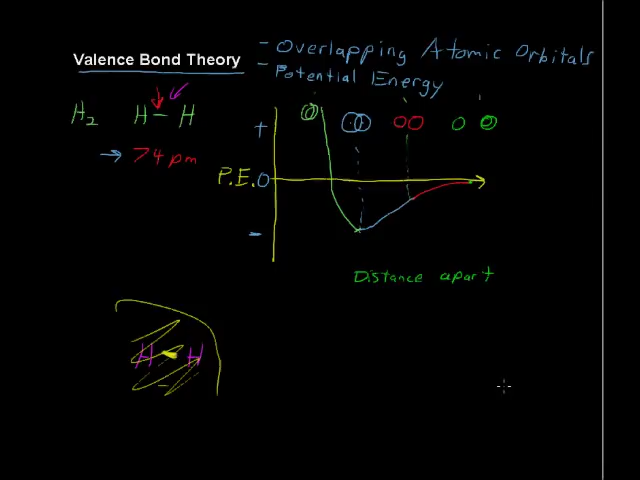 Valence Bond Theory
- Overlapping Atomic Orbitals
- Potential Energy
H2 H-H
→ 74 pm
+
P.E. 0
-
Distance apart
H-H